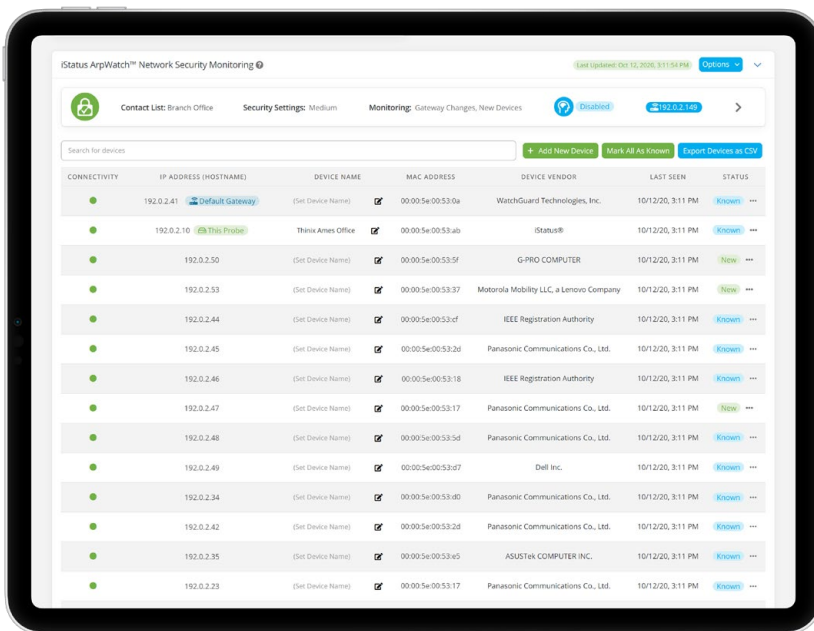 iStatus ArpWatch™ Network Security Monitoring
Last Updated: Oct 12, 2020, 3:11:54 PM Options
Contact List: Branch Office Security Settings: Medium Monitoring: Gateway Changes, New Devices Disabled 192.0.2.149
Search for devices + Add New Device Mark All As Known Export Devices as CSV
CONNECTIVITY IP ADDRESS (HOSTNAME) DEVICE NAME MAC ADDRESS DEVICE VENDOR LAST SEEN STATUS
192.0.2.41 Default Gateway (Set Device Name) 00:00:5e:00:53:0a WatchGuard Technologies, Inc. 10/12/20, 3:11 PM Known ...
192.0.2.10 This Probe Thinix Ames Office 00:00:5e:00:53:ab iStatus® 10/12/20, 3:11 PM Known ...
192.0.2.50 (Set Device Name) 00:00:5e:00:53:5f G-PRO COMPUTER 10/12/20, 3:11 PM New ...
192.0.2.53 (Set Device Name) 00:00:5e:00:53:37 Motorola Mobility LLC, a Lenovo Company 10/12/20, 3:11 PM New ...
192.0.2.44 (Set Device Name) 00:00:5e:00:53:cf IEEE Registration Authority 10/12/20, 3:11 PM Known ...
192.0.2.45 (Set Device Name) 00:00:5e:00:53:2d Panasonic Communications Co., Ltd. 10/12/20, 3:11 PM Known ...
192.0.2.46 (Set Device Name) 00:00:5e:00:53:18 IEEE Registration Authority 10/12/20, 3:11 PM Known ...
192.0.2.47 (Set Device Name) 00:00:5e:00:53:17 Panasonic Communications Co., Ltd. 10/12/20, 3:11 PM New ...
192.0.2.48 (Set Device Name) 00:00:5e:00:53:5d Panasonic Communications Co., Ltd. 10/12/20, 3:11 PM Known ...
192.0.2.49 (Set Device Name) 00:00:5e:00:53:d7 Dell Inc. 10/12/20, 3:11 PM Known ...
192.0.2.34 (Set Device Name) 00:00:5e:00:53:d0 Panasonic Communications Co., Ltd. 10/12/20, 3:11 PM Known ...
192.0.2.42 (Set Device Name) 00:00:5e:00:53:2d Panasonic Communications Co., Ltd. 10/12/20, 3:11 PM Known ...
192.0.2.35 (Set Device Name) 00:00:5e:00:53:e5 ASUSTek COMPUTER INC. 10/12/20, 3:11 PM Known ...
192.0.2.23 (Set Device Name) 00:00:5e:00:53:17 Panasonic Communications Co., Ltd. 10/12/20, 3:11 PM Known ...